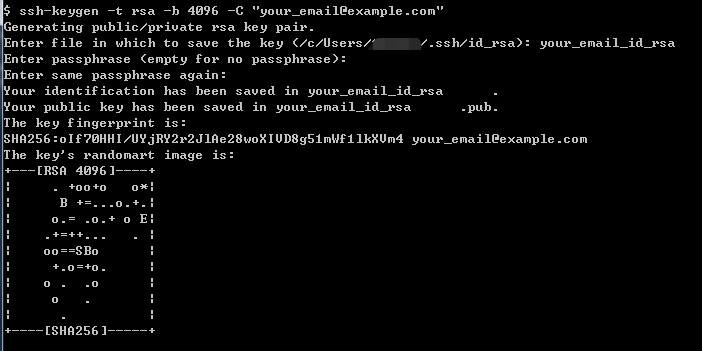 $ ssh-keygen -t rsa -b 4096 -C "your_email@example.com"
Generating public/private rsa key pair.
Enter file in which to save the key (/c/Users/ /.ssh/id_rsa): your_email_id_rsa
Enter passphrase (empty for no passphrase):
Enter same passphrase again:
Your identification has been saved in your_email_id_rsa      .
Your public key has been saved in your_email_id_rsa      .pub.
The key fingerprint is:
SHA256:oIf70HHI/UYjRY2r2JlAe28woXIVD8g51mWf1lkXVm4 your_email@example.com
The key's randomart image is:
+---[RSA 4096]----+
|     . +oo+o   o*|
|      B +=...o.+.|
|     o.= .o.+ o E|
|    .+=++...   . |
|    oo==SBo      |
|     +.o=+o.     |
|    o .  .o      |
|     o   .       |
|      .          |
+----[SHA256]-----+